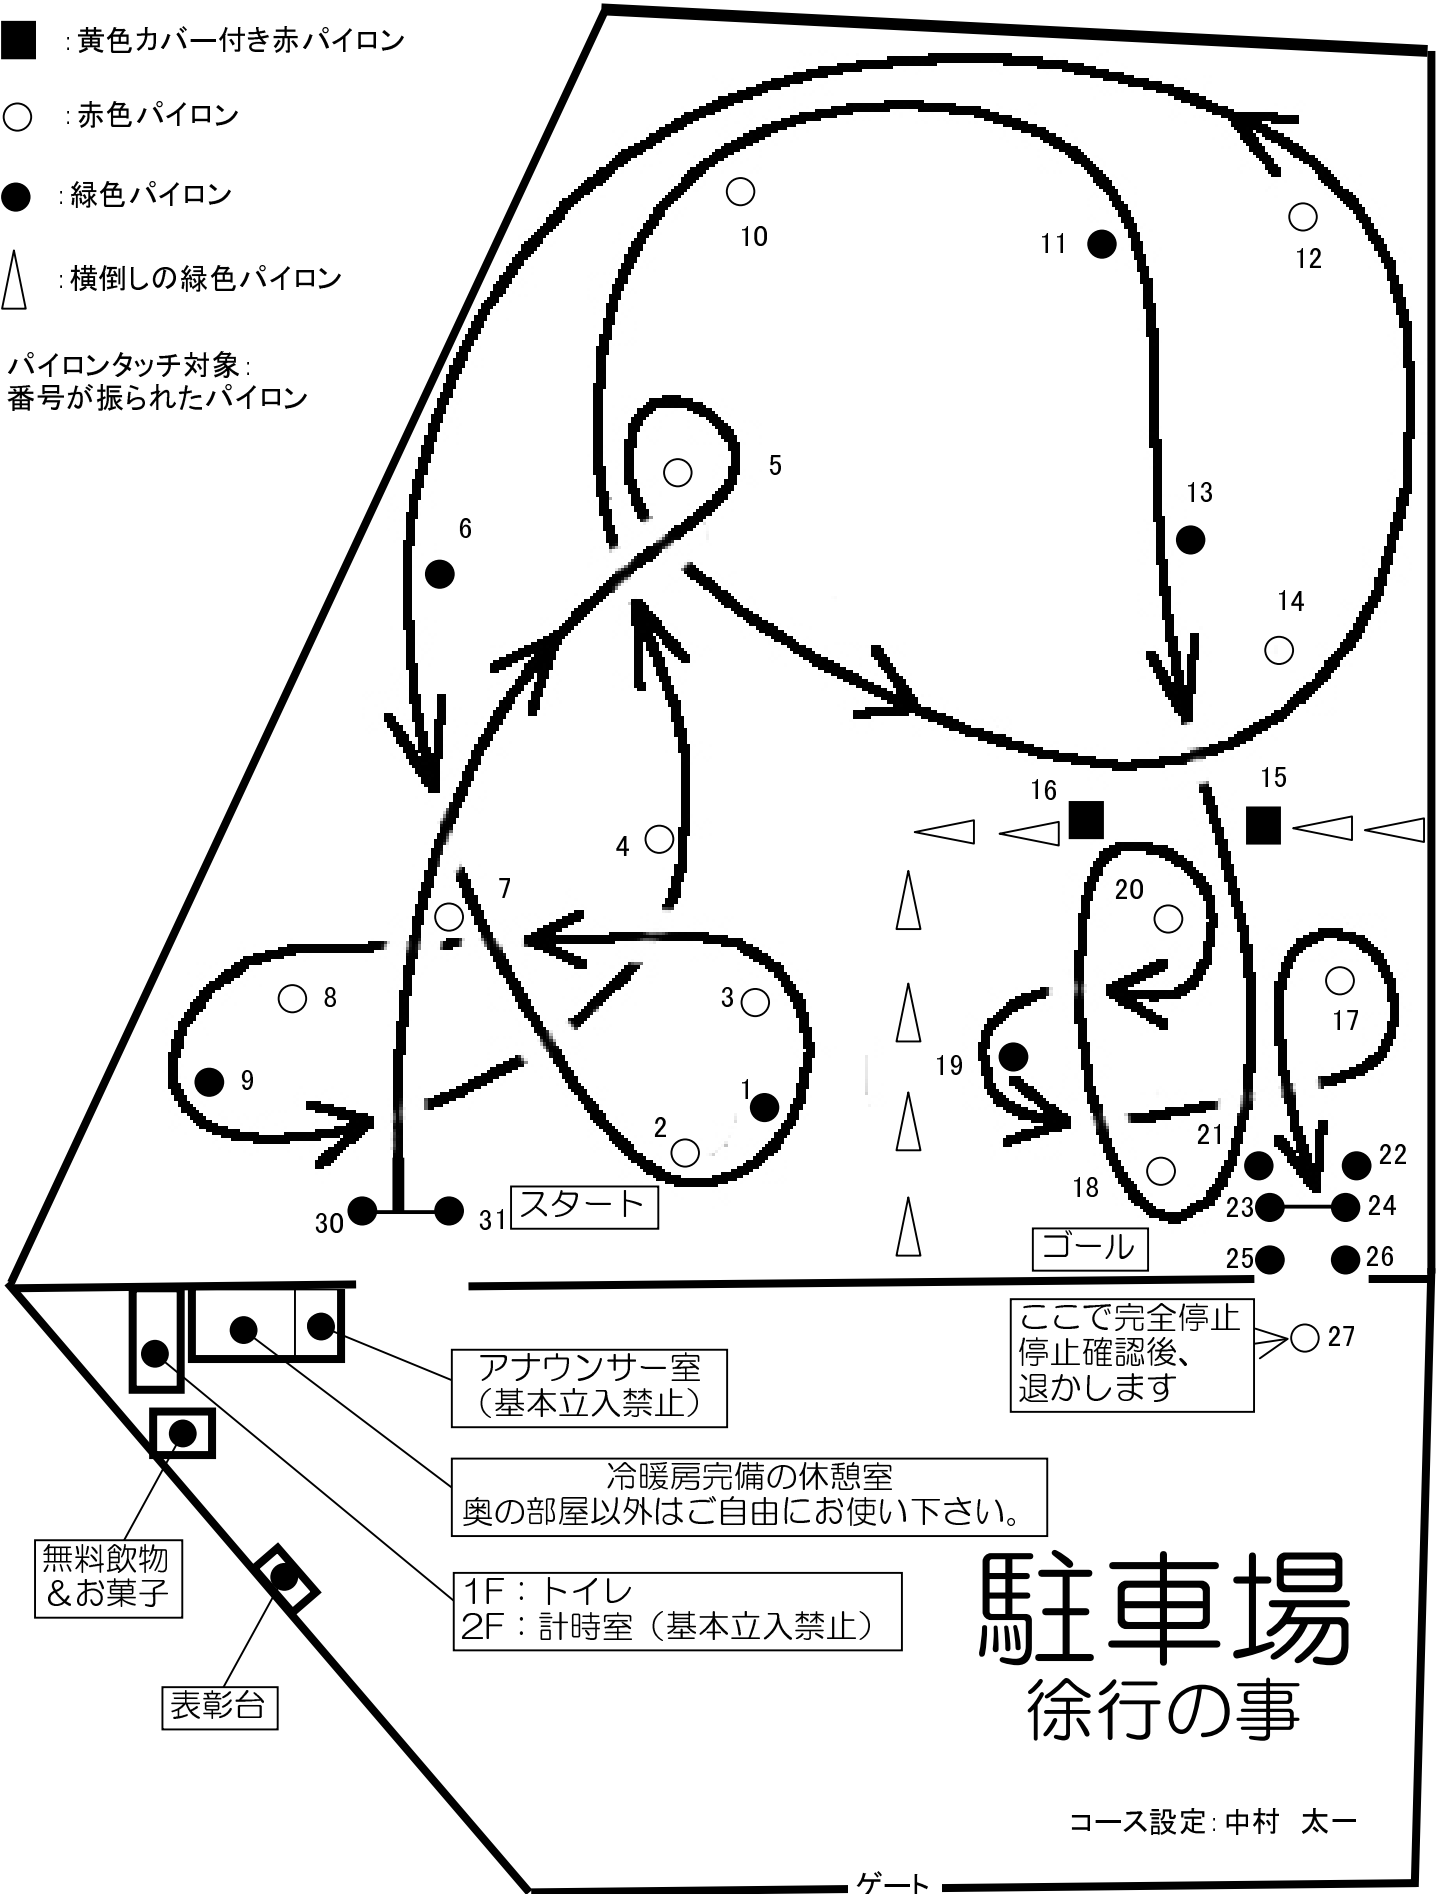 ：黄色カバー付き赤パイロン
：赤色パイロン
：緑色パイロン
：横倒しの緑色パイロン
パイロンタッチ対象：
番号が振られたパイロン
10
11
12
5
13
6
14
15
16
4
7
20
3
8
17
19
9
1
2
21
22
18
23
24
30
31
スタート
ゴール
25
26
ここで完全停止
停止確認後、
退かします
27
アナウンサー室
（基本立入禁止）
冷暖房完備の休憩室
奥の部屋以外はご自由にお使い下さい。
無料飲物
＆お菓子
1F：トイレ
2F：計時室（基本立入禁止）
表彰台
駐車場
徐行の事
コース設定：中村　太一
ゲート